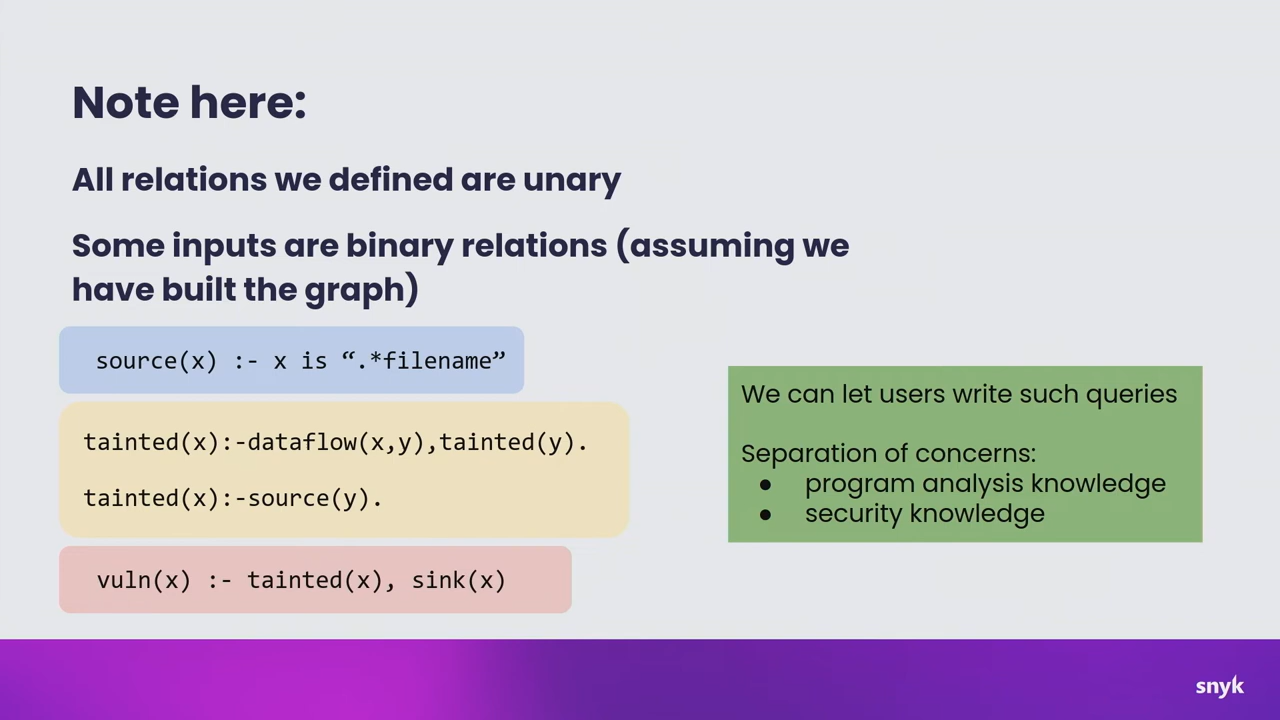 Note here:
All relations we defined are unary
Some inputs are binary relations (assuming we
have built the graph)
source(x) :- x is “.*filename”
tainted(x):-dataflow(x,y),tainted(y).
tainted(x):-source(y).
vuln(x) :- tainted(x), sink(x)
We can let users write such queries
Separation of concerns:
● program analysis knowledge
● security knowledge
snyk